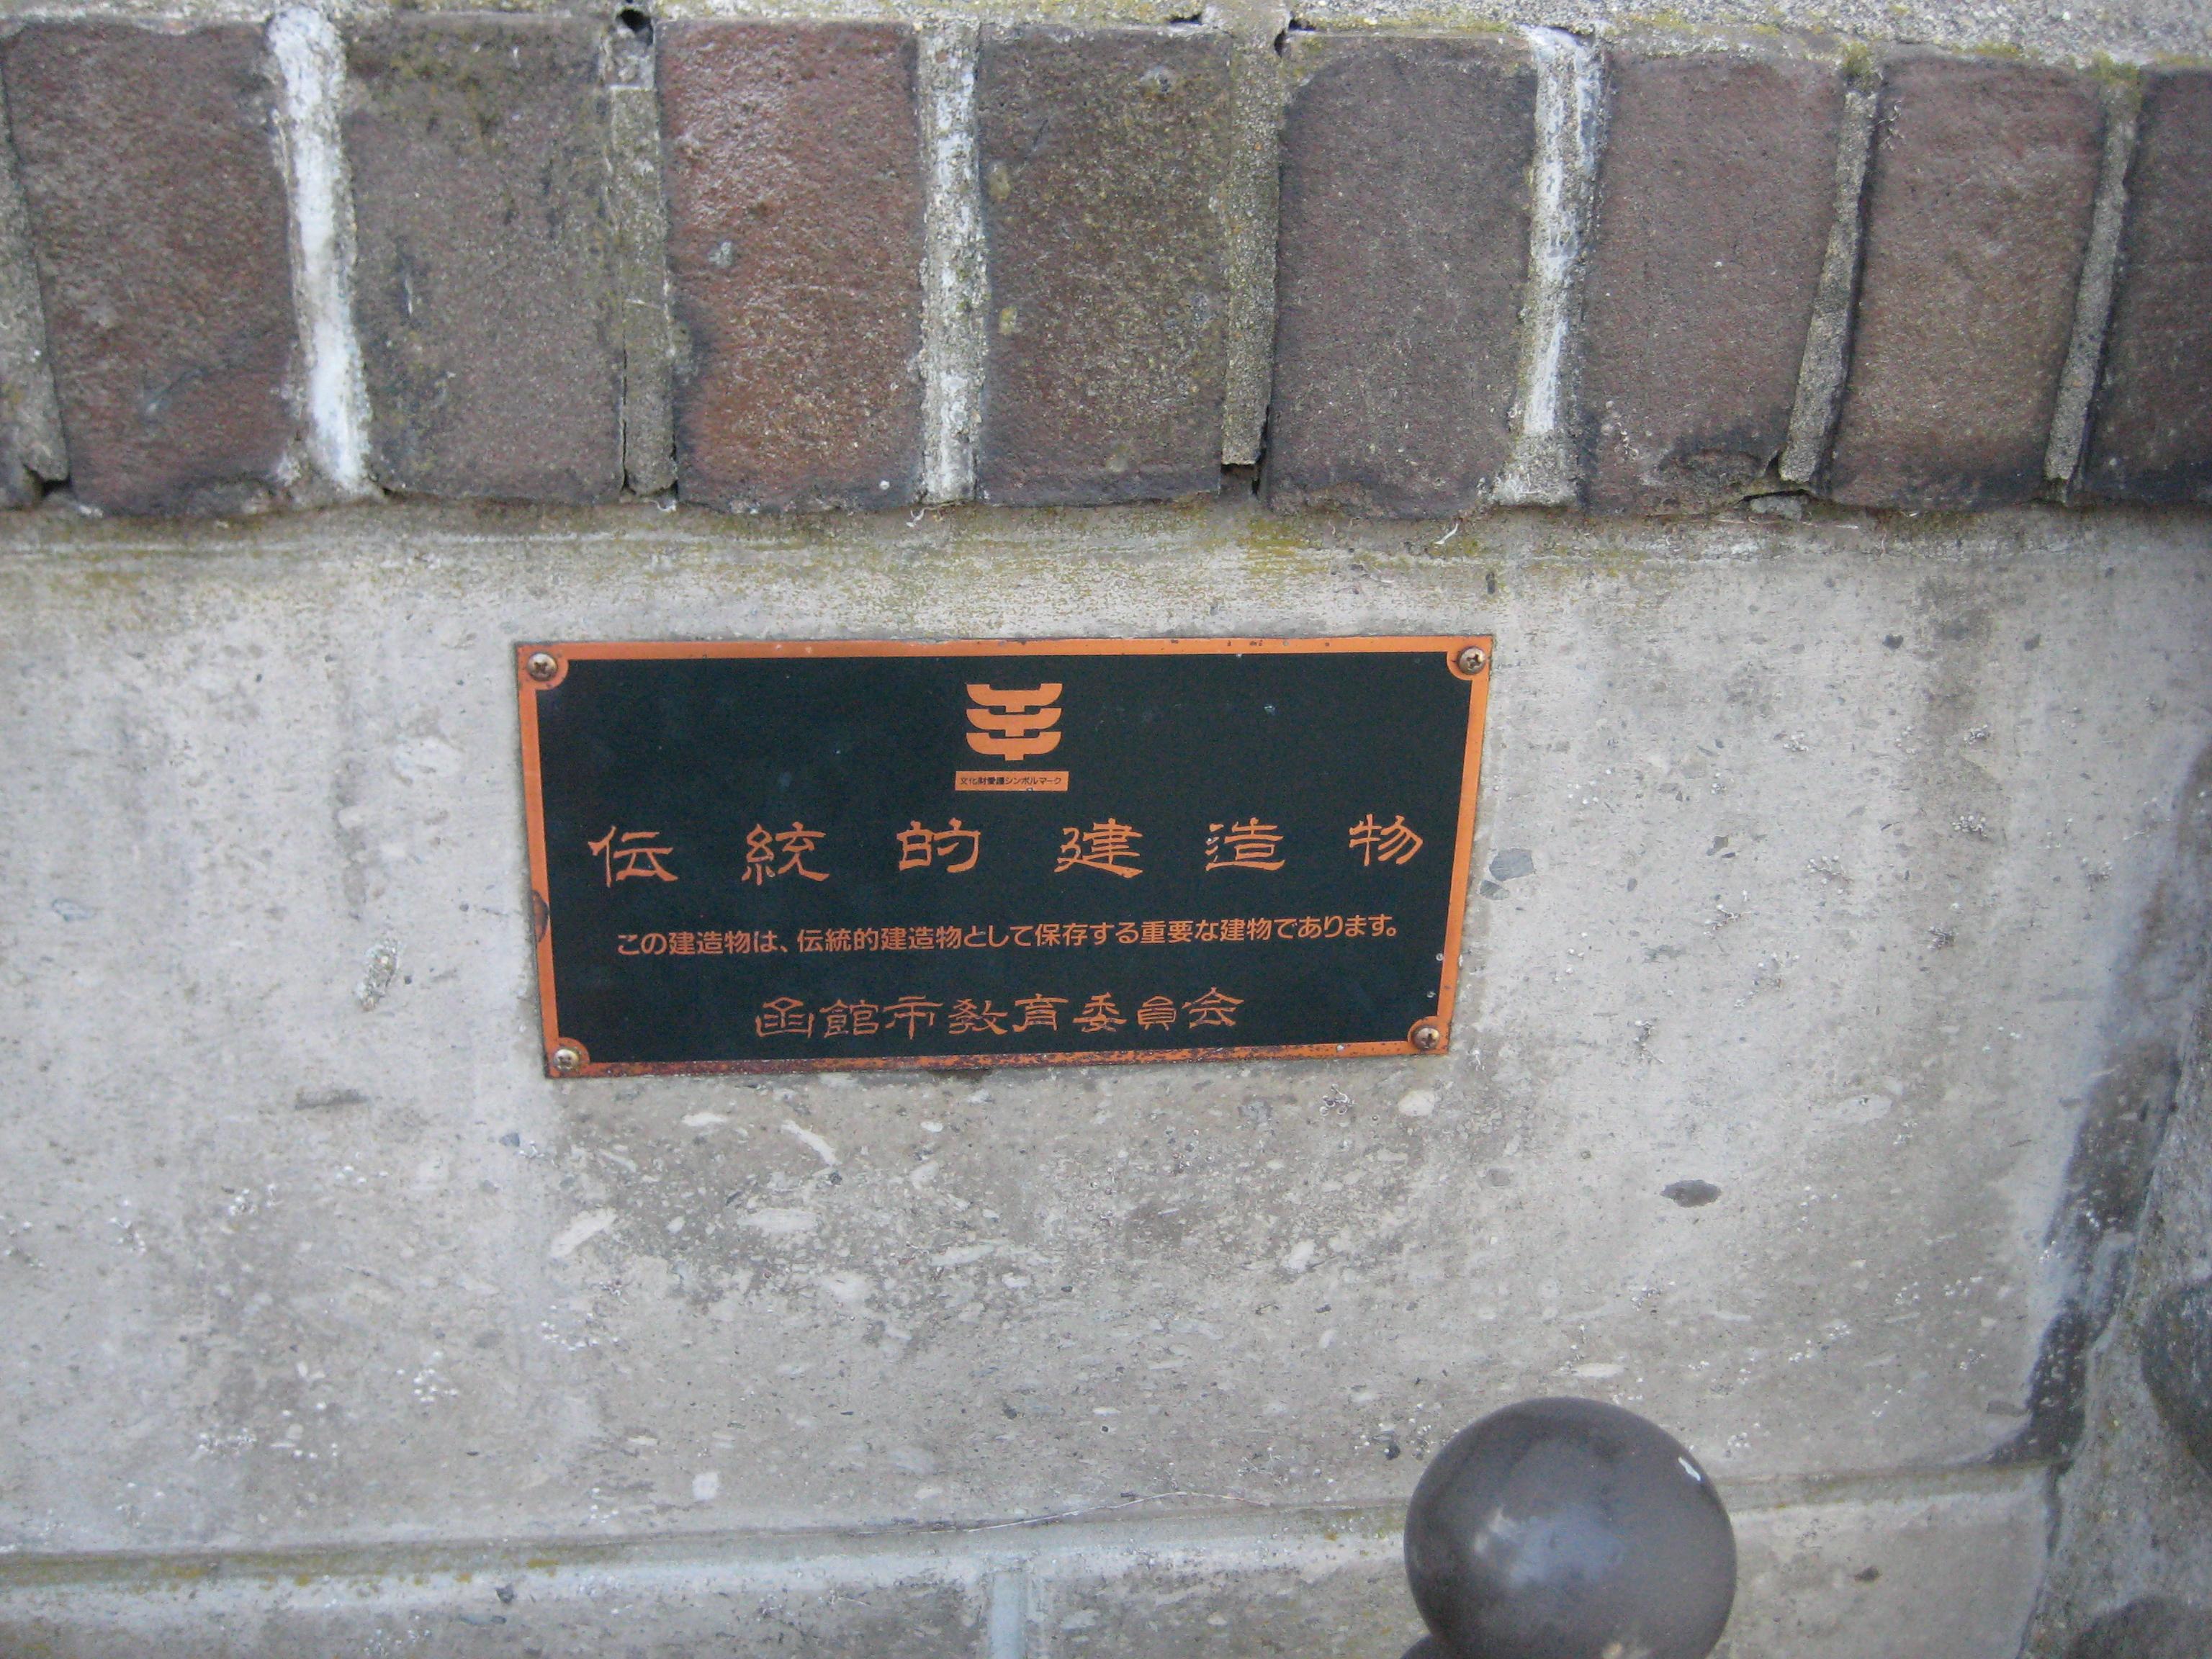 文化財愛護シンボルマーク
伝統的建造物
この建造物は、伝統的建造物として保存する重要な建物であります。
函館市教育委員会